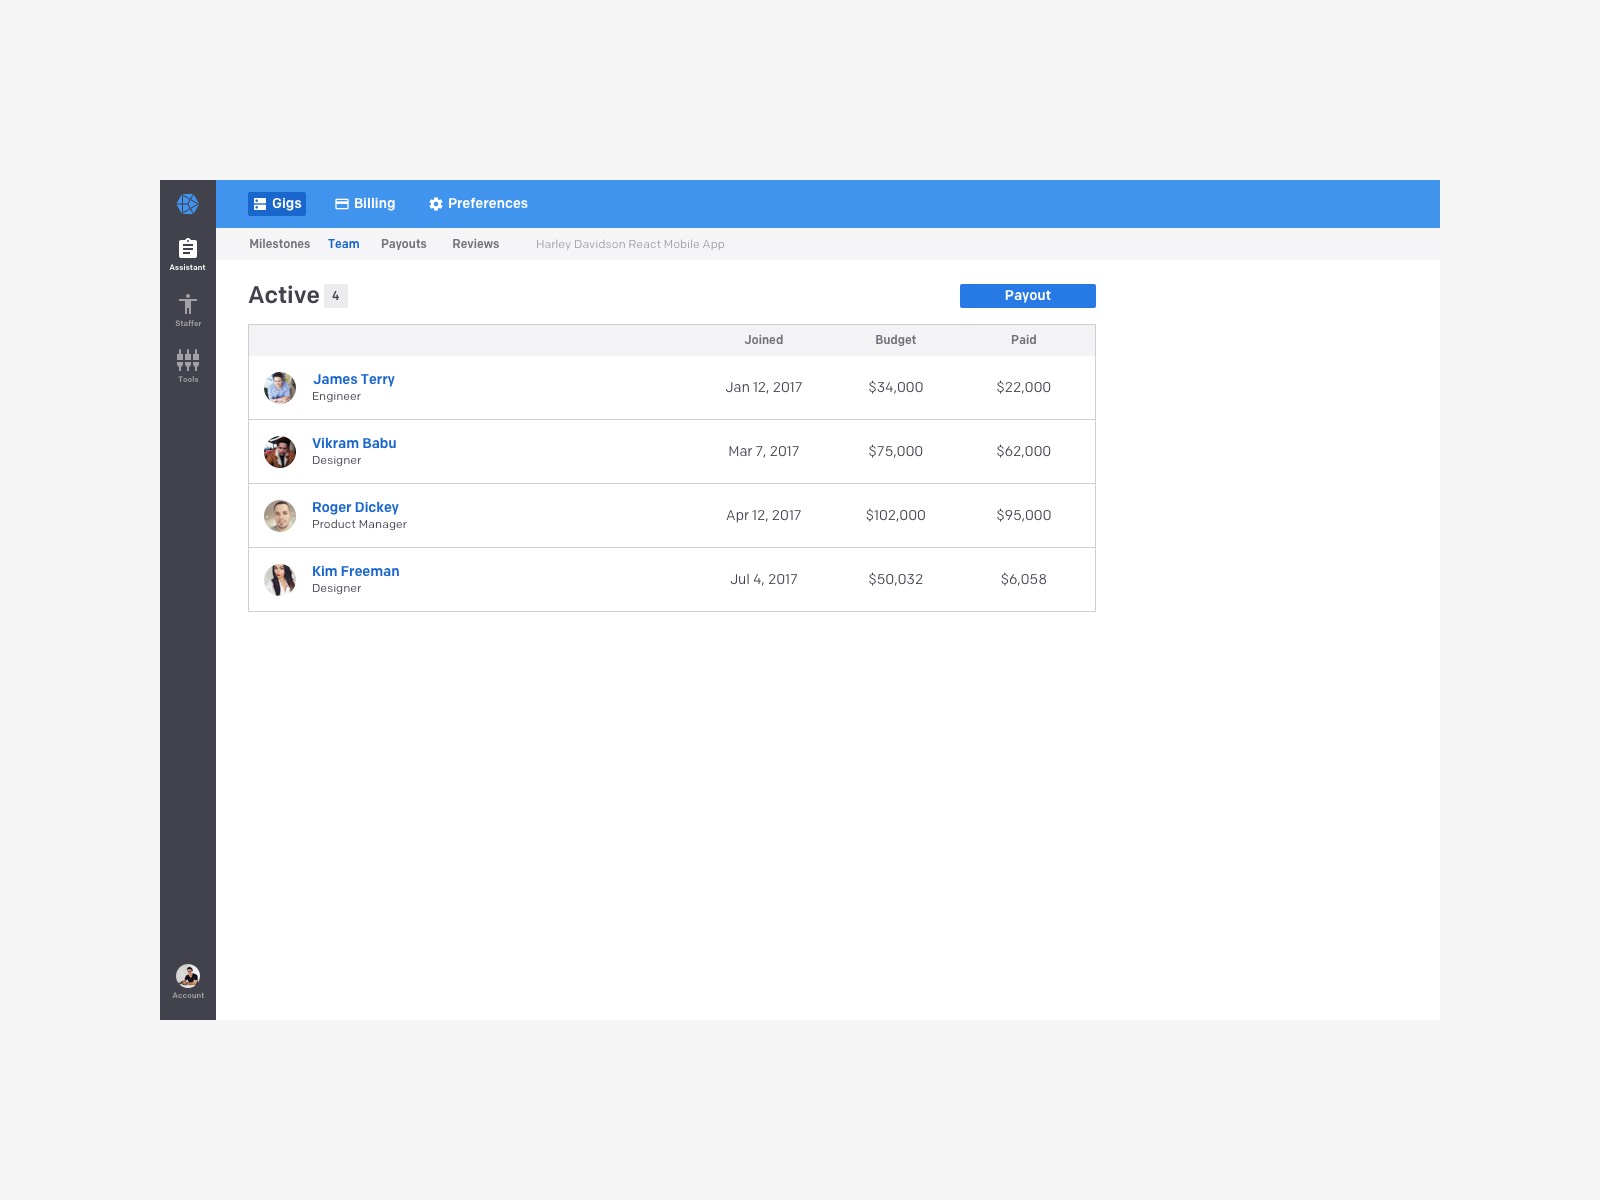 Gigs Billing Preferences
Milestones Team Payouts Reviews Harley Davidson React Mobile App
Assistant
Staffer
Tools
Account
Active 4 Payout
Joined Budget Paid
James Terry
Engineer
Jan 12, 2017 $34,000 $22,000
Vikram Babu
Designer
Mar 7, 2017 $75,000 $62,000
Roger Dickey
Product Manager
Apr 12, 2017 $102,000 $95,000
Kim Freeman
Designer
Jul 4, 2017 $50,032 $6,058